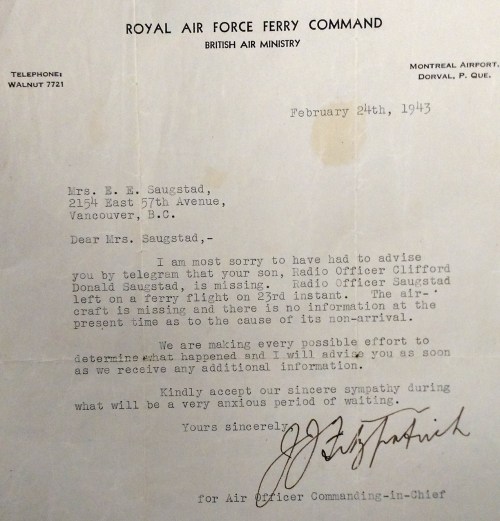 ROYAL AIR FORCE FERRY COMMAND
BRITISH AIR MINISTRY
TELEPHONE:
WALNUT 7721
MONTREAL AIRPORT,
DORVAL, P. QUE.
February 24th, 1943
Mrs. E. E. Saugstad,
2154 East 57th Avenue,
Vancouver, B.C.
Dear Mrs. Saugstad,-
I am most sorry to have had to advise
you by telegram that your son, Radio Officer Clifford
Donald Saugstad, is missing. Radio Officer Saugstad
left on a ferry flight on 23rd instant. The air-
craft is missing and there is no information at the
present time as to the cause of its non-arrival.
We are making every possible effort to
determine what happened and I will advise you as soon
as we receive any additional information.
Kindly accept our sincere sympathy during
what will be a very anxious period of waiting.
Yours sincerely,
J J Fitzpatrick
for Air Officer Commanding-in-Chief